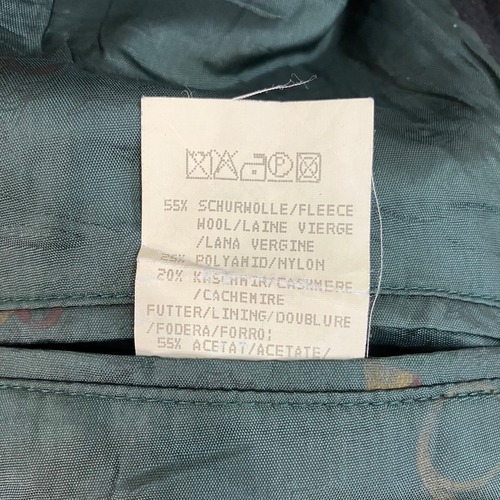 55% SCHURWOLLE/FLEECE
WOOL/LAINE VIERGE
/LANA VERGINE
25% POLYAMID/NYLON
20% KASCHMIR/CASHMERE
/CACHEMIRE
FUTTER/LINING/DOUBLURE
/FODERA/FORRO:
55% ACETAT/ACETATE/